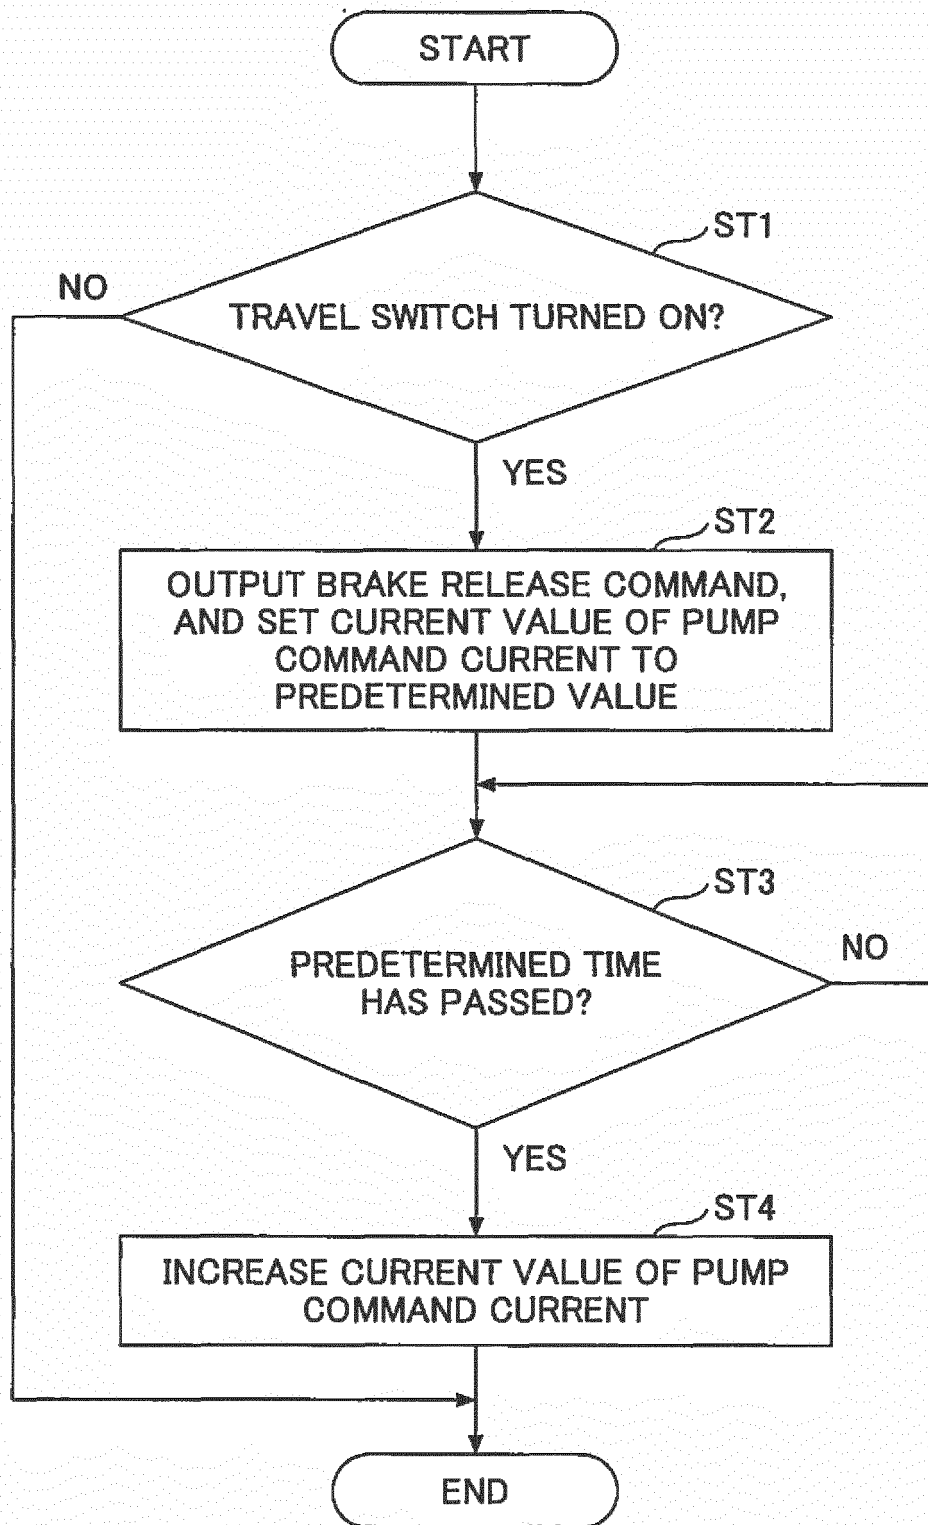 START
ST1
NO
TRAVEL SWITCH TURNED ON?
YES
ST2
OUTPUT BRAKE RELEASE COMMAND,
AND SET CURRENT VALUE OF PUMP
COMMAND CURRENT TO
PREDETERMINED VALUE
ST3
NO
PREDETERMINED TIME
HAS PASSED?
YES
ST4
INCREASE CURRENT VALUE OF PUMP
COMMAND CURRENT
END